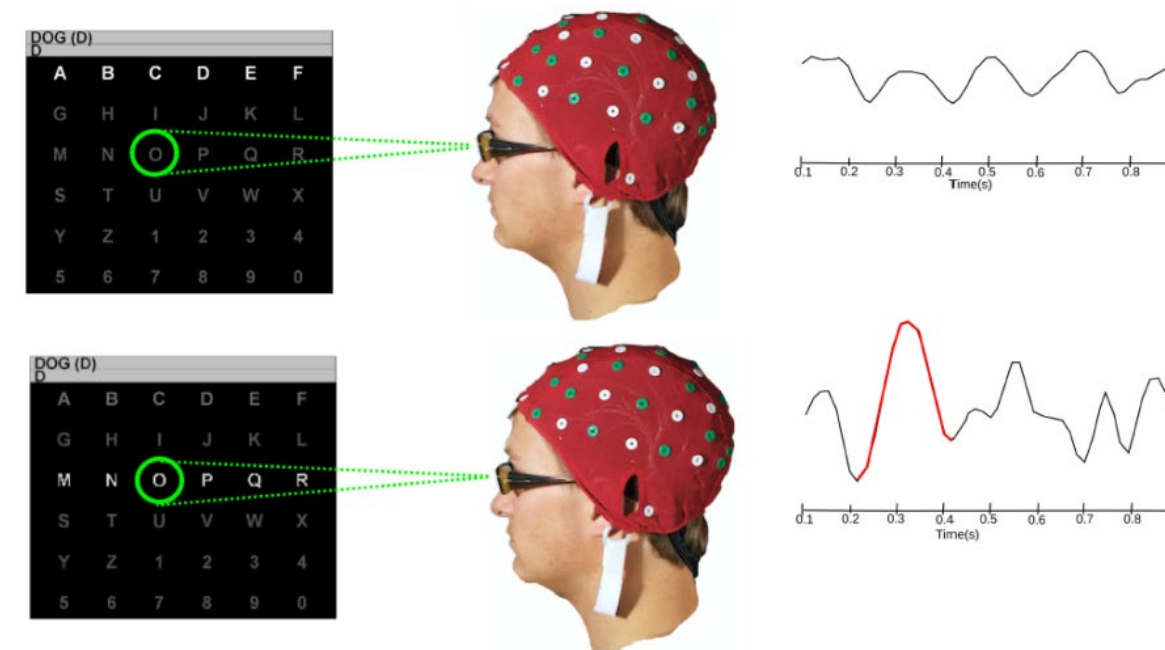 DOG (D)
D
A B C D E F
G H I J K L
M N O P Q R
S T U V W X
Y Z 1 2 3 4
5 6 7 8 9 0
0.1 0.2 0.3 0.4 0.5 0.6 0.7 0.8
Time(s)
DOG (D)
D
A B C D E F
G H I J K L
M N O P Q R
S T U V W X
Y Z 1 2 3 4
5 6 7 8 9 0
0.1 0.2 0.3 0.4 0.5 0.6 0.7 0.8
Time(s)